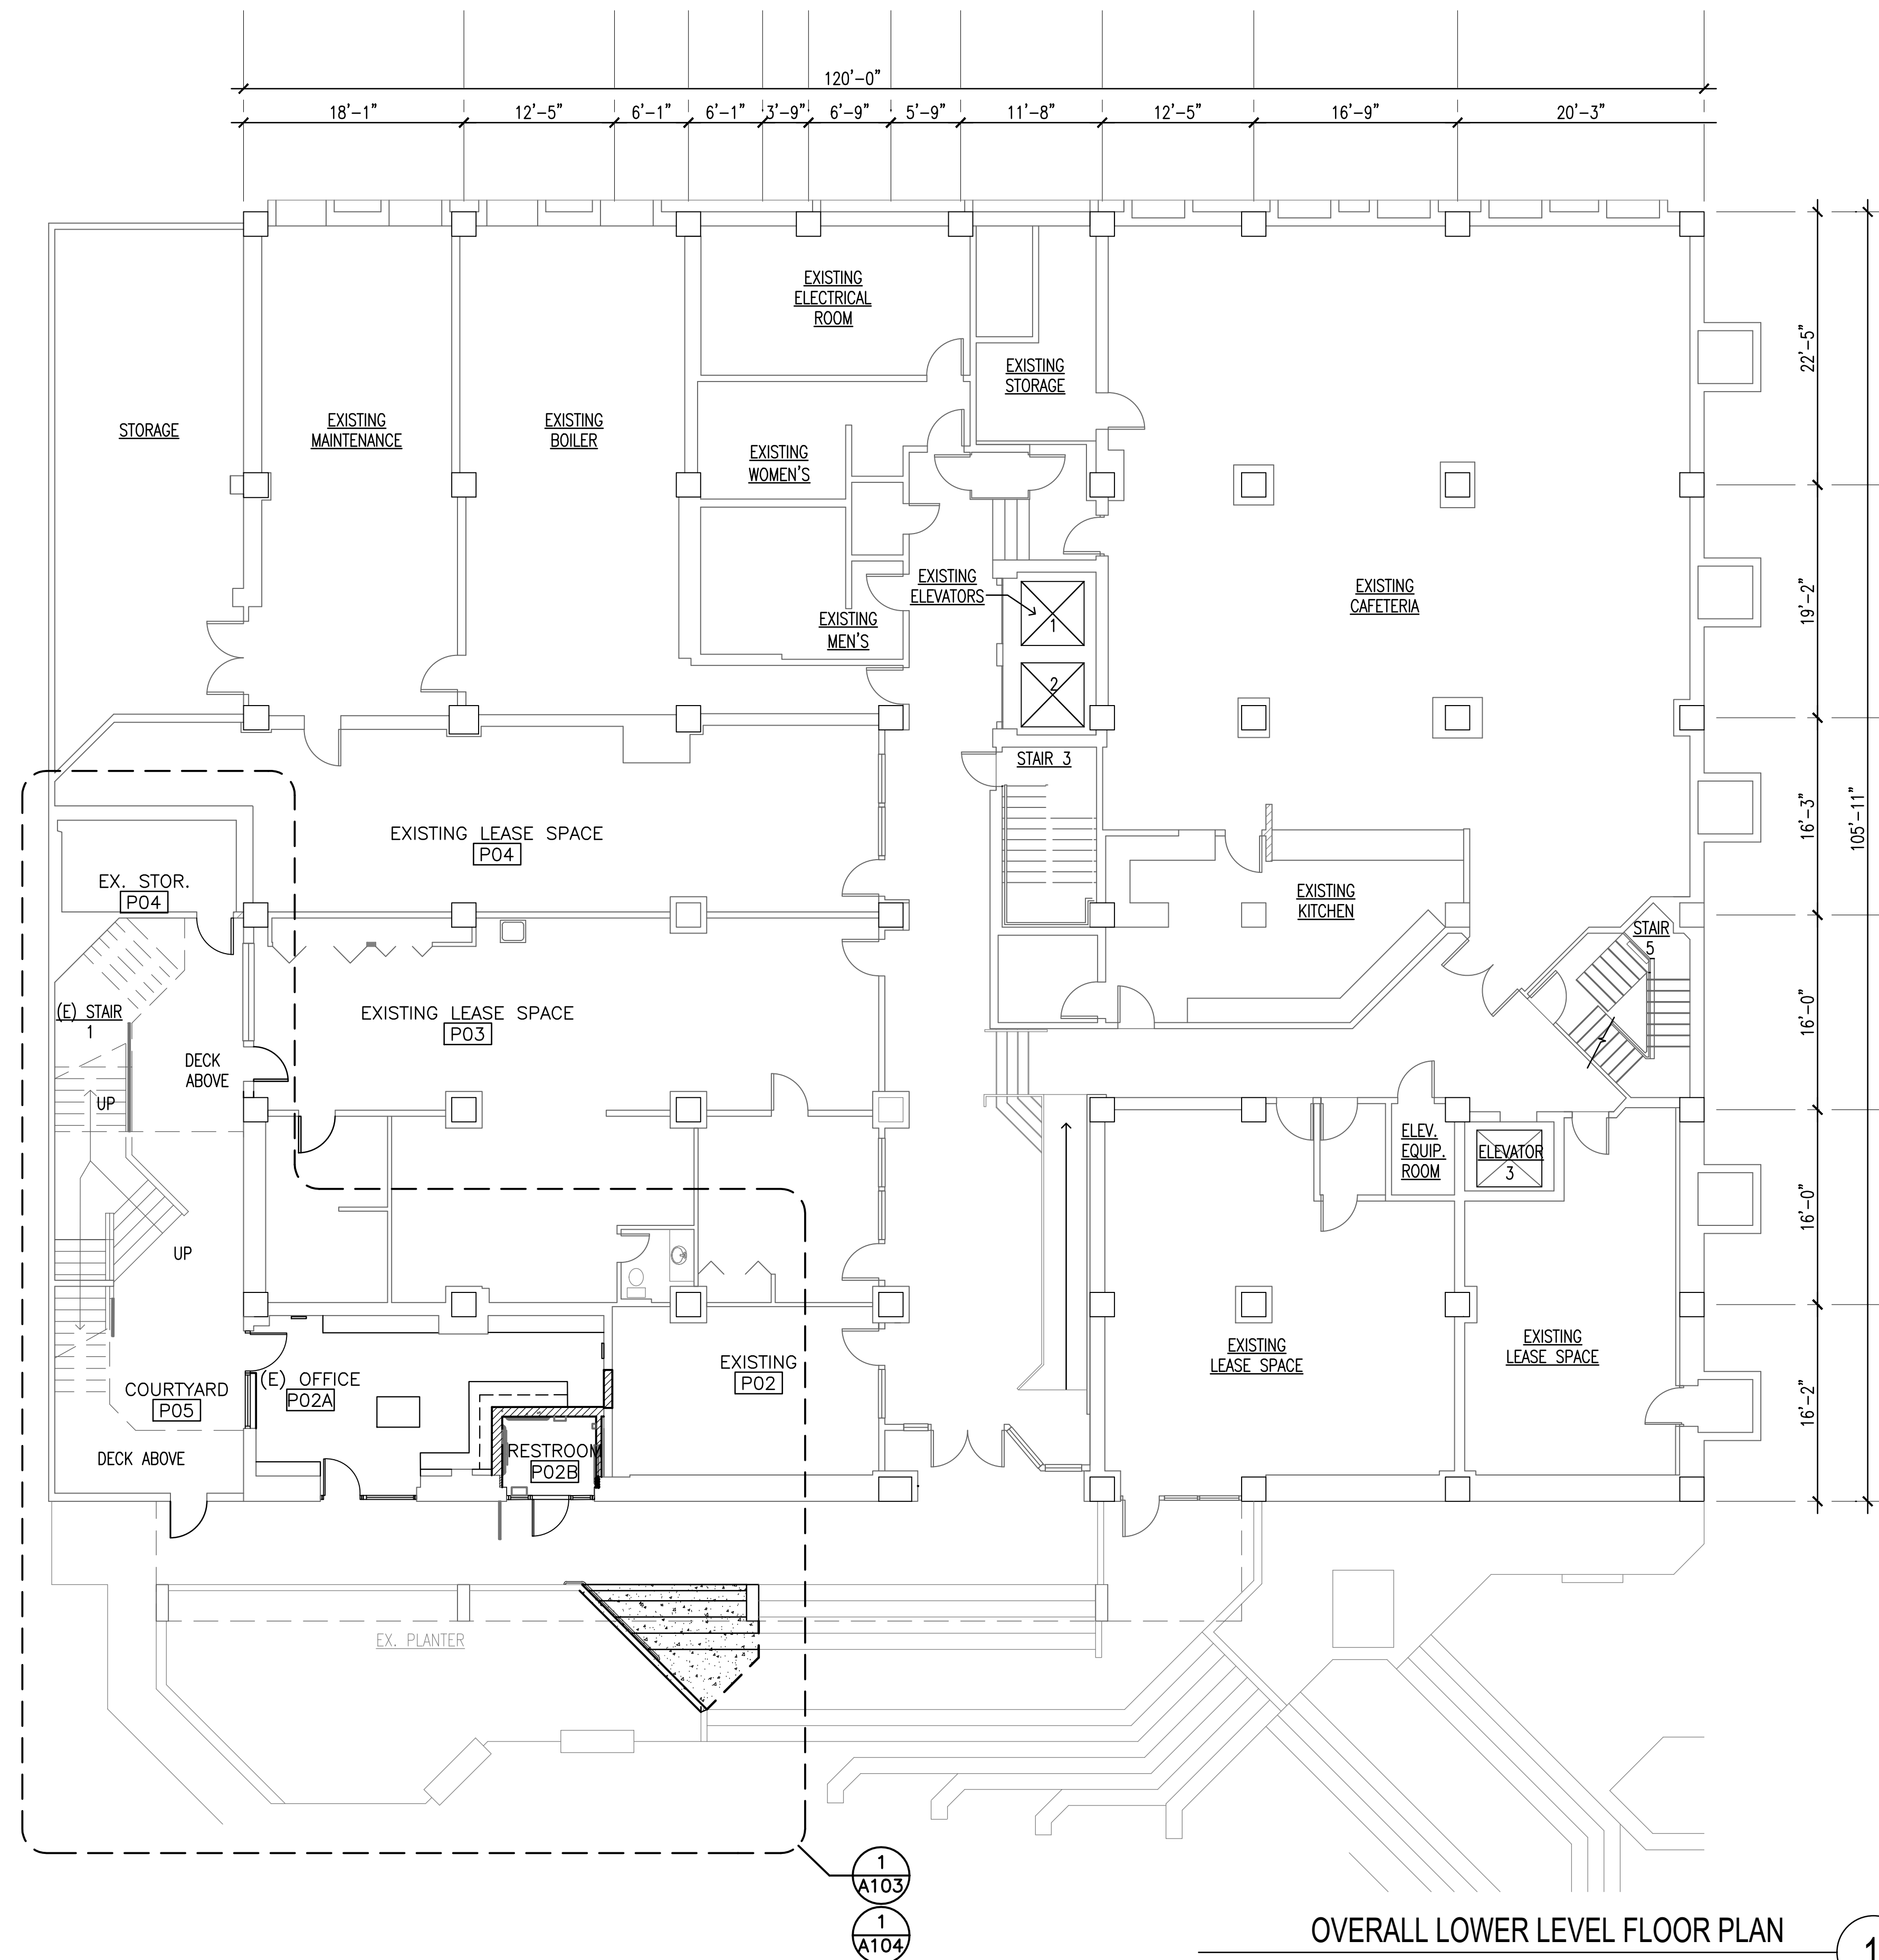 120'-0"
18'-1" 12'-5" 6'-1" 6'-1" 3'-9" 6'-9" 5'-9" 11'-8" 12'-5" 16'-9" 20'-3"
EXISTING
ELECTRICAL
ROOM
22'-5"
EXISTING
STORAGE
STORAGE
EXISTING
MAINTENANCE
EXISTING
BOILER
EXISTING
WOMEN'S
EXISTING
ELEVATORS
1
EXISTING
CAFETERIA
19'-2"
EXISTING
MEN'S
2
STAIR 3
16'-3"
105'-11"
EXISTING LEASE SPACE
P04
EX. STOR.
P04
EXISTING
KITCHEN
STAIR
5
(E) STAIR
1
EXISTING LEASE SPACE
P03
16'-0"
DECK
ABOVE
UP
ELEV.
EQUIP.
ROOM
ELEVATOR
3
16'-0"
UP
EXISTING
LEASE SPACE
EXISTING
LEASE SPACE
EXISTING
P02
(E) OFFICE
P02A
COURTYARD
P05
16'-2"
DECK ABOVE
RESTROOM
P02B
EX. PLANTER
1
A103
1
A104
OVERALL LOWER LEVEL FLOOR PLAN
1